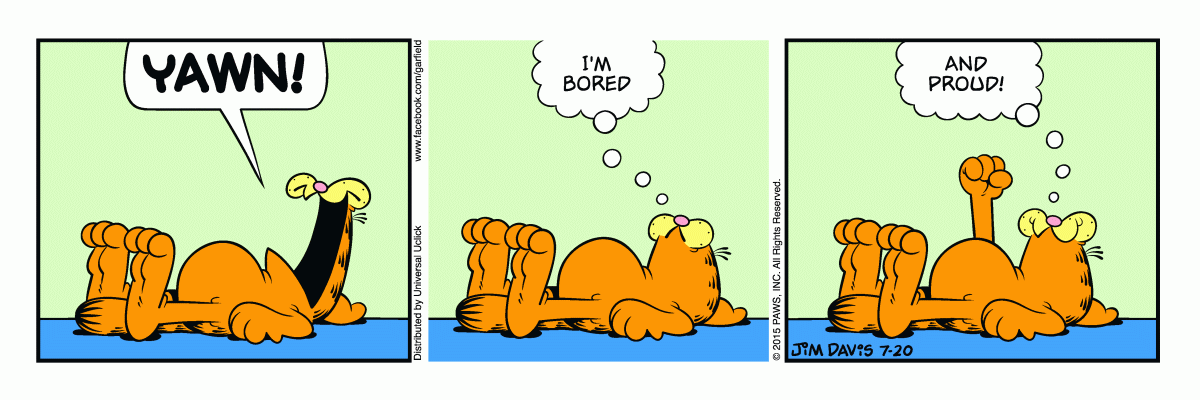 YAWN!
www.facebook.com/garfield
Distributed by Universal Uclick
I'M
BORED
© 2015 PAWS, INC. All Rights Reserved.
AND
PROUD!
JIM DAVIS 7-20